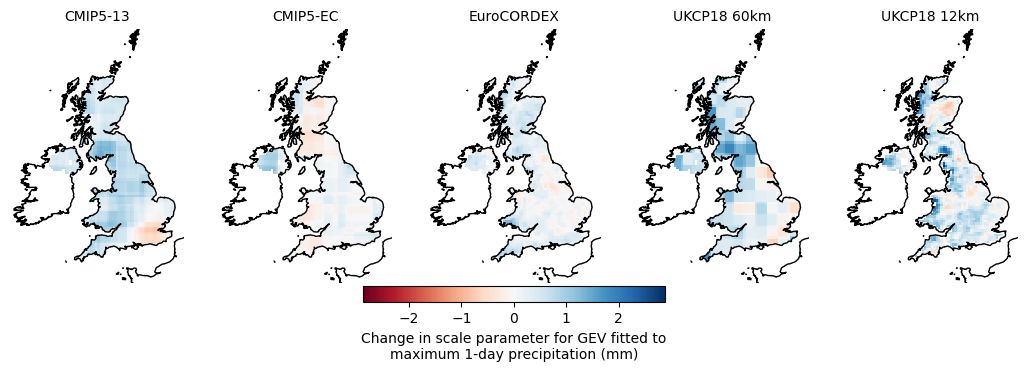 CMIP5-13 CMIP5-EC EuroCORDEX UKCP18 60km UKCP18 12km
−2 −1 0 1 2
Change in scale parameter for GEV fitted to
maximum 1-day precipitation (mm)